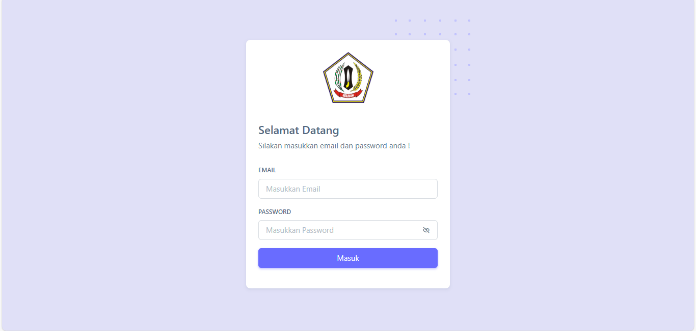 Selamat Datang
Silakan masukkan email dan password anda !
EMAIL
Masukkan Email
PASSWORD
Masukkan Password
Masuk